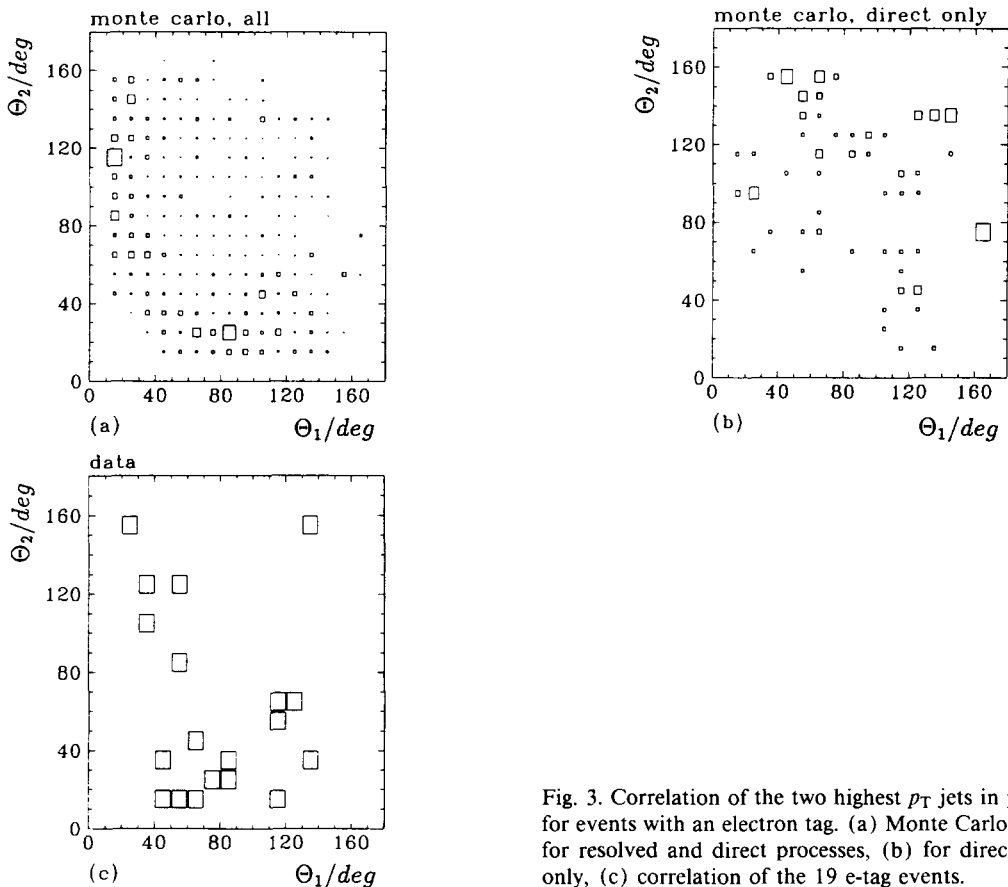 monte carlo, all
Θ2/deg
160
120
80
40
0
0 40 80 120 160
(a)
Θ1/deg
monte carlo, direct only
Θ2/deg
160
120
80
40
0
0 40 80 120 160
(b)
Θ1/deg
data
Θ2/deg
160
120
80
40
0
0 40 80 120 160
(c)
Θ1/deg
Fig. 3. Correlation of the two highest pT jets in
for events with an electron tag. (a) Monte Carlo
for resolved and direct processes, (b) for direc
only, (c) correlation of the 19 e-tag events.